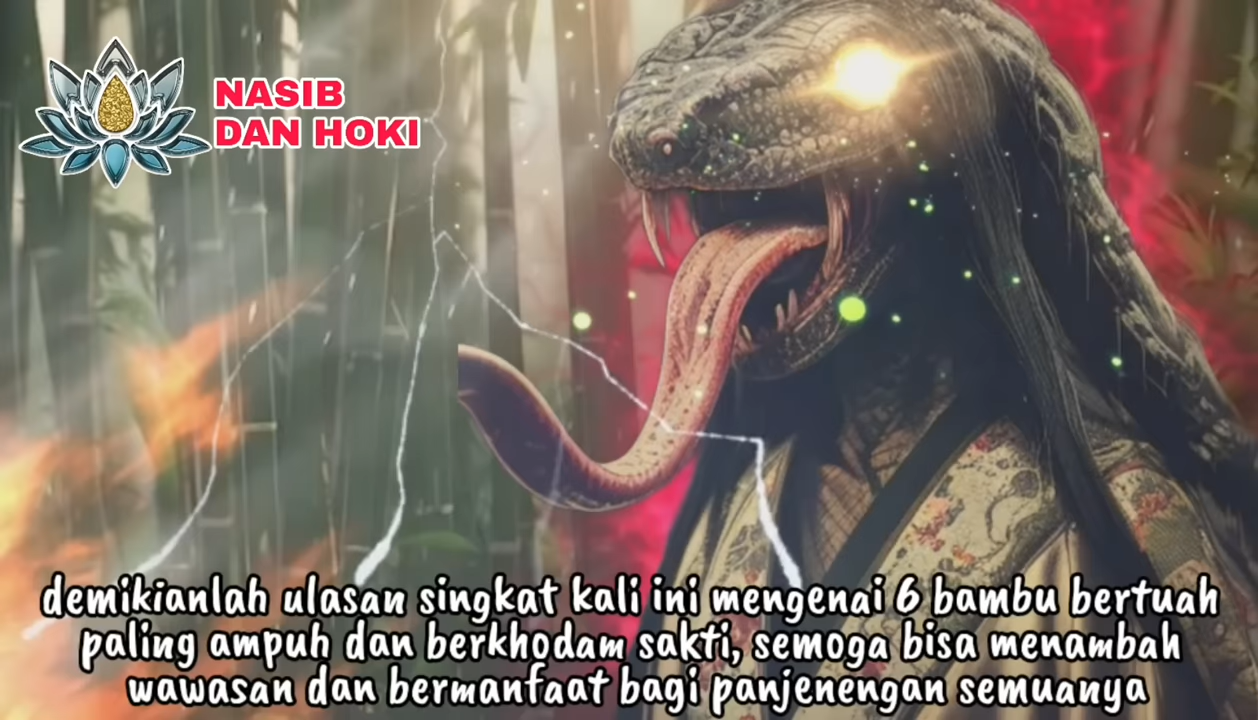 NASIB
DAN HOKI
demikianlah ulasan singkat kali ini mengenai 6 bambu bertuah
paling ampuh dan berkhodam sakti, semoga bisa menambah
wawasan dan bermanfaat bagi panjenengan semuanya